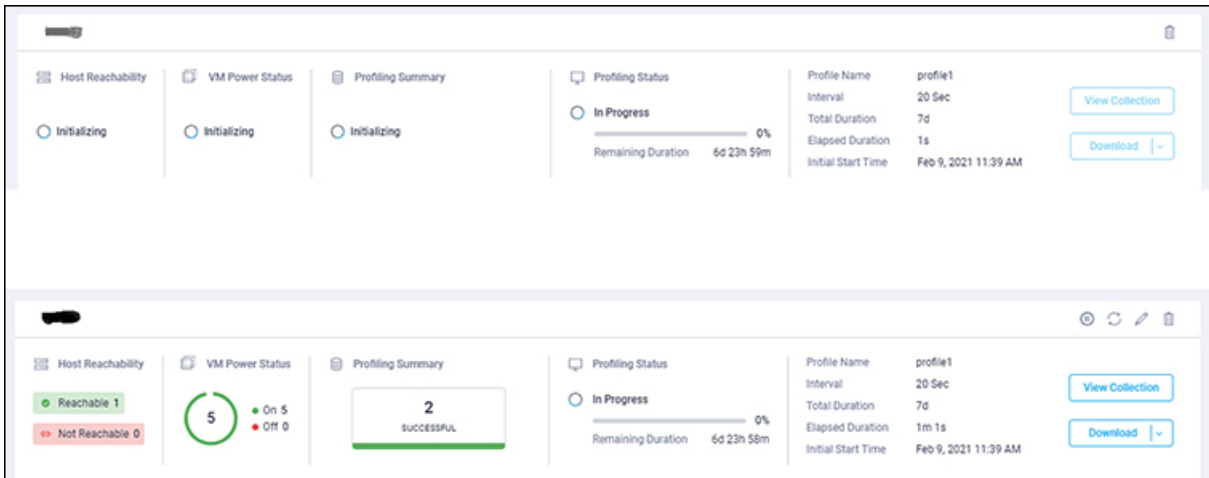 Host Reachability
VM Power Status
Profiling Summary
Profiling Status
Initializing
Initializing
Initializing
In Progress
0%
Remaining Duration 6d 23h 59m
Profile Name profile1
Interval 20 Sec
Total Duration 7d
Elapsed Duration 1s
Initial Start Time Feb 9, 2021 11:39 AM
View Collection
Download
Host Reachability
Reachable 1
Not Reachable 0
VM Power Status
5
On 5
Off 0
Profiling Summary
2
SUCCESSFUL
Profiling Status
In Progress
0%
Remaining Duration 6d 23h 58m
Profile Name profile1
Interval 20 Sec
Total Duration 7d
Elapsed Duration 1m 1s
Initial Start Time Feb 9, 2021 11:39 AM
View Collection
Download